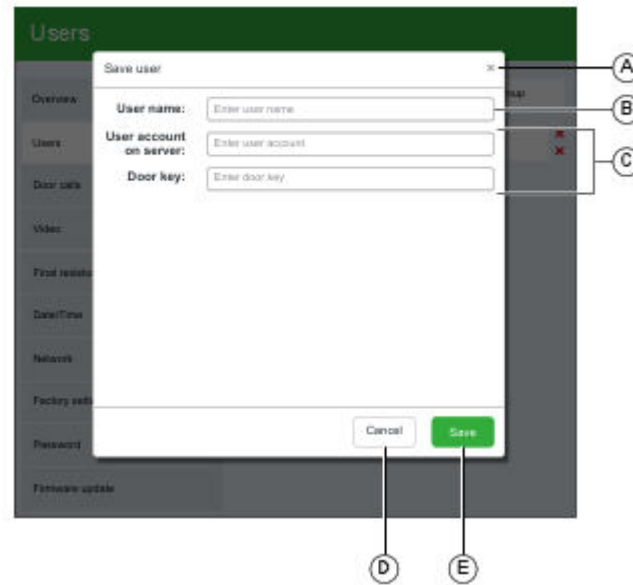 Users
Save user
×
A
User name:
Enter user name
B
User account
on server:
Enter user account
C
Door key:
Enter door key
Overview
Users
Door calls
Video
Date/Time
Network
Password
Firmware update
Cancel
Save
D
E